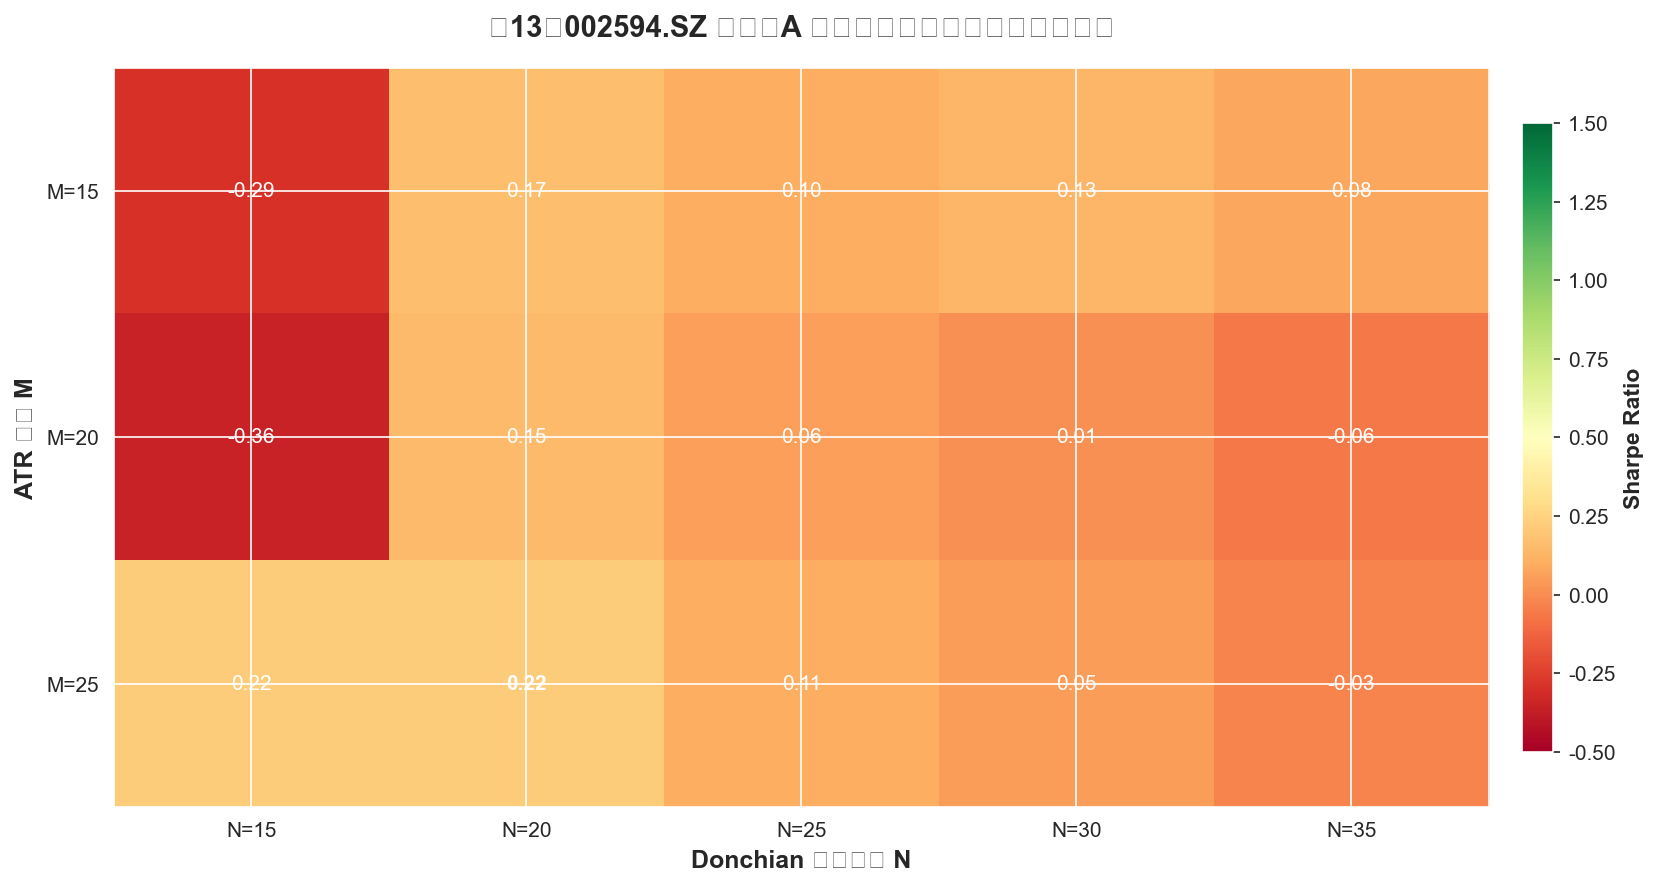 13 002594.SZ A
1.50
M=15 -0.29 0.17 0.10 0.13 0.08
1.25
1.00
0.75
ATR M
M=20 -0.36 0.15 0.06 0.01 -0.06
0.50
Sharpe Ratio
0.25
0.00
M=25 0.22 0.22 0.11 0.05 -0.03
-0.25
-0.50
N=15 N=20 N=25 N=30 N=35
Donchian N